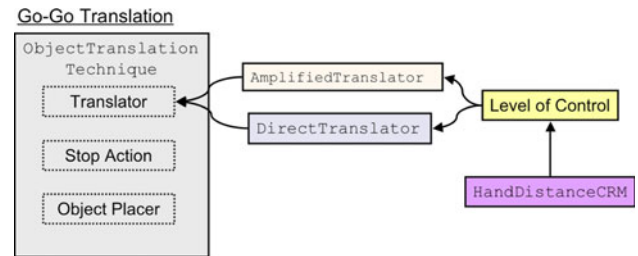 Go-Go Translation
ObjectTranslation
Technique
Translator
Stop Action
Object Placer
AmplifiedTranslator
DirectTranslator
Level of Control
HandDistanceCRM